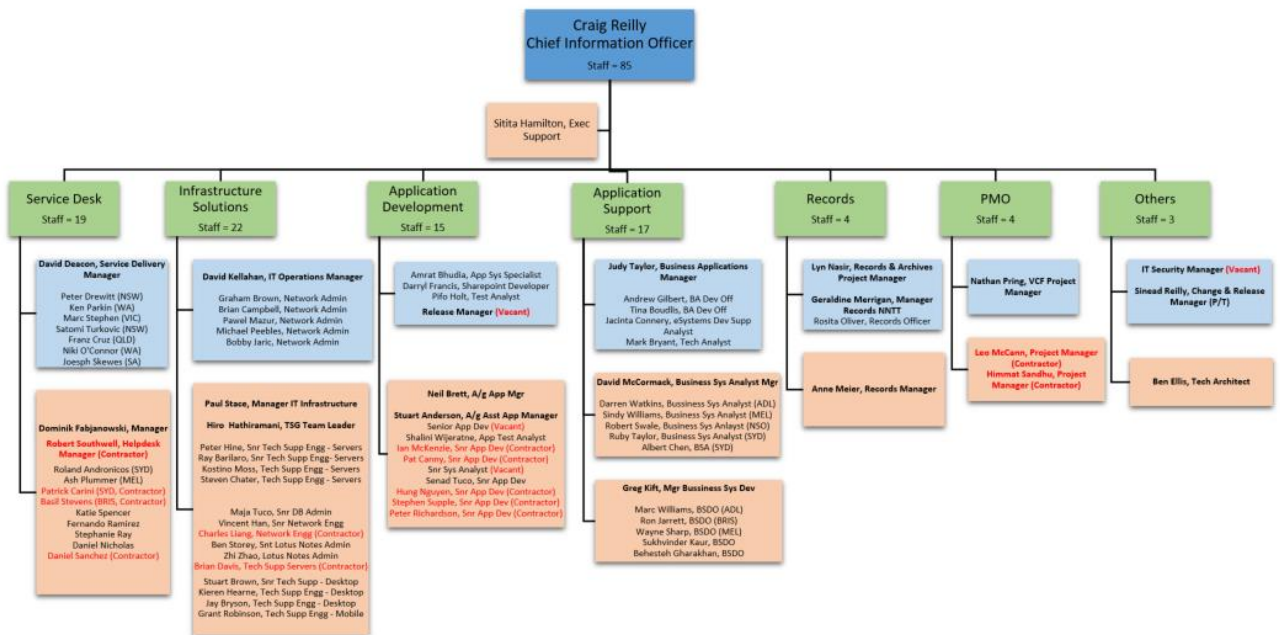 Craig Reilly
Chief Information Officer
Staff = 85
Sitita Hamilton, Exec
Support
Service Desk
Staff = 19
David Deacon, Service Delivery
Manager
Peter Drewitt (NSW)
Ken Parkin (WA)
Marc Stephen (VIC)
Satomi Turkovic (NSW)
Franz Cruz (QLD)
Niki O'Connor (WA)
Joesph Skewes (SA)
Dominik Fabjanowski, Manager
Robert Southwell, Helpdesk
Manager (Contractor)
Roland Andronicos (SYD)
Ash Plummer (MEL)
Patrick Carini (SYD, Contractor)
Basil Stevens (BRIS, Contractor)
Katie Spencer
Fernando Ramirez
Stephanie Ray
Daniel Nicholas
Daniel Sanchez (Contractor)
Infrastructure
Solutions
Staff = 22
David Kellahan, IT Operations Manager
Graham Brown, Network Admin
Brian Campbell, Network Admin
Pawel Mazur, Network Admin
Michael Peebles, Network Admin
Bobby Jaric, Network Admin
Paul Stace, Manager IT Infrastructure
Hiro Hathiramani, TSG Team Leader
Peter Hine, Snr Tech Supp Engg - Servers
Ray Barilaro, Snr Tech Supp Engg- Servers
Kostino Moss, Tech Supp Engg - Servers
Steven Chater, Tech Supp Engg - Servers
Maja Tuco, Snr DB Admin
Vincent Han, Snr Network Engg
Charles Liang, Network Engg (Contractor)
Ben Storey, Snt Lotus Notes Admin
Zhi Zhao, Lotus Notes Admin
Brian Davis, Tech Supp Servers (Contractor)
Stuart Brown, Snr Tech Supp - Desktop
Kieren Hearne, Tech Supp Engg - Desktop
Jay Bryson, Tech Supp Engg - Desktop
Grant Robinson, Tech Supp Engg - Mobile
Application
Development
Staff = 15
Amrat Bhudia, App Sys Specialist
Darryl Francis, Sharepoint Developer
Pifo Holt, Test Analyst
Release Manager (Vacant)
Neil Brett, A/g App Mgr
Stuart Anderson, A/g Asst App Manager
Senior App Dev (Vacant)
Shalini Wijeratne, App Test Analyst
Ian McKenzie, Snr App Dev (Contractor)
Pat Canny, Snr App Dev (Contractor)
Snr Sys Analyst (Vacant)
Senad Tuco, Snr App Dev
Hung Nguyen, Snr App Dev (Contractor)
Stephen Supple, Snr App Dev (Contractor)
Peter Richardson, Snr App Dev (Contractor)
Application
Support
Staff = 17
Judy Taylor, Business Applications
Manager
Andrew Gilbert, BA Dev Off
Tina Boudlis, BA Dev Off
Jacinta Connery, eSystems Dev Supp
Analyst
Mark Bryant, Tech Analyst
David McCormack, Business Sys Analyst Mgr
Darren Watkins, Bussiness Sys Analyst (ADL)
Sindy Williams, Business Sys Analyst (MEL)
Robert Swale, Business Sys Anlayst (NSO)
Ruby Taylor, Business Sys Analyst (SYD)
Albert Chen, BSA (SYD)
Greg Kift, Mgr Bussiness Sys Dev
Marc Williams, BSDO (ADL)
Ron Jarrett, BSDO (BRIS)
Wayne Sharp, BSDO (MEL)
Sukhvinder Kaur, BSDO
Behesteh Gharakhan, BSDO
Records
Staff = 4
Lyn Nasir, Records & Archives
Project Manager
Geraldine Merrigan, Manager
Records NNTT
Rosita Oliver, Records Officer
Anne Meier, Records Manager
PMO
Staff = 4
Nathan Pring, VCF Project
Manager
Leo McCann, Project Manager
(Contractor)
Himmat Sandhu, Project
Manager (Contractor)
Others
Staff = 3
IT Security Manager (Vacant)
Sinead Reilly, Change & Release
Manager (P/T)
Ben Ellis, Tech Architect